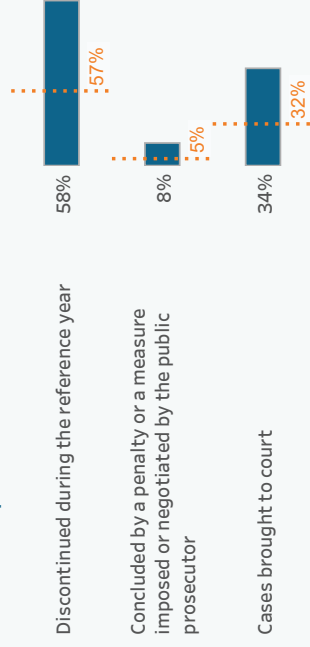 Discontinued during the reference year
58%
57%
Concluded by a penalty or a measure
imposed or negotiated by the public
prosecutor
8%
5%
Cases brought to court
34%
32%